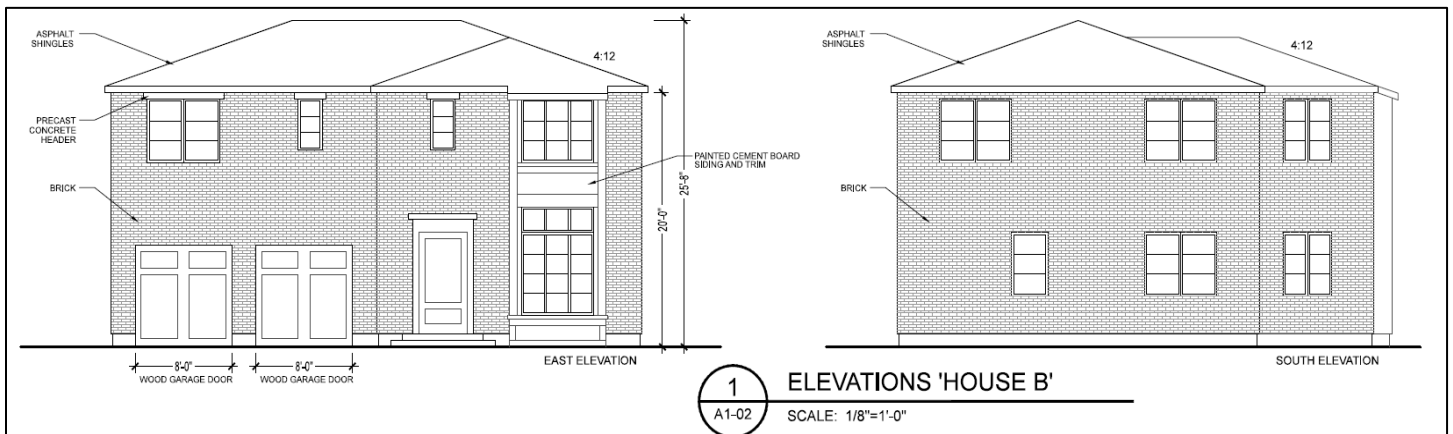 ASPHALT
SHINGLES
4:12
PRECAST
CONCRETE
HEADER
BRICK
PAINTED CEMENT BOARD
SIDING AND TRIM
25'-8"
20'-0"
8'-0"
WOOD GARAGE DOOR
8'-0"
WOOD GARAGE DOOR
EAST ELEVATION
ASPHALT
SHINGLES
4:12
BRICK
SOUTH ELEVATION
1
A1-02
ELEVATIONS 'HOUSE B'
SCALE: 1/8"=1'-0"